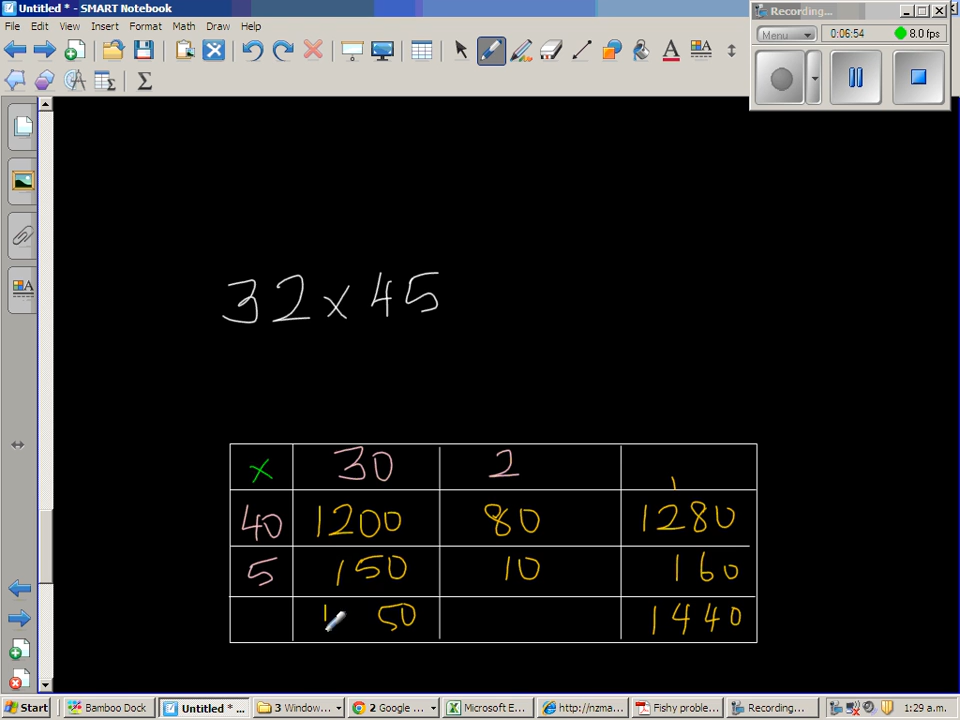 Untitled * - SMART Notebook
File Edit View Insert Format Math Draw Help
Recording...
Menu
0:06:54
8.0 fps
32 x 45
x 30 2
40 1200 80 1280
1
5 150 10 160
50 1440
Start
Bamboo Dock
Untitled * ...
3 Window...
2 Google ...
Microsoft E...
http://nzma...
Fishy proble...
Recording...
1:29 a.m.